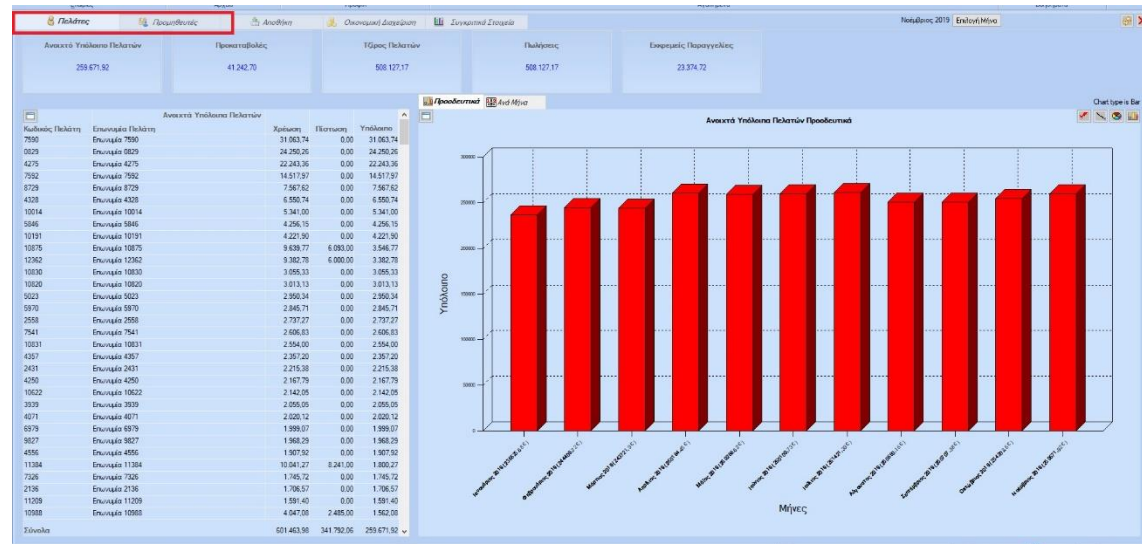 Πελάτης Προμηθευτές Αποθήκη Οικονομική Διαχείριση Συγκριτικά Στοιχεία Νοέμβριος 2019 Επιλογή Μήνα
Ανοιχτό Υπόλοιπο Πελατών Προκαταβολές Τζίρος Πελατών Πωλήσεις Εκκρεμείς Παραγγελίες
259.671,92 41.242,70 508.127,17 508.127,17 23.374,72
Προοδευτικά Ανά Μήνα Chart type is Bar
Ανοιχτά Υπόλοιπα Πελατών
Κωδικός Πελάτη Επωνυμία Πελάτη Χρέωση Πίστωση Υπόλοιπο
7590 Επωνυμία 7590 31.063,74 0,00 31.063,74
0829 Επωνυμία 0829 24.250,26 0,00 24.250,26
4275 Επωνυμία 4275 22.243,36 0,00 22.243,36
7592 Επωνυμία 7592 14.517,97 0,00 14.517,97
8729 Επωνυμία 8729 7.567,62 0,00 7.567,62
4328 Επωνυμία 4328 6.550,74 0,00 6.550,74
10014 Επωνυμία 10014 5.341,00 0,00 5.341,00
5846 Επωνυμία 5846 4.256,15 0,00 4.256,15
10191 Επωνυμία 10191 4.221,90 0,00 4.221,90
10875 Επωνυμία 10875 9.639,77 6.093,00 3.546,77
12362 Επωνυμία 12362 9.382,78 6.000,00 3.382,78
10830 Επωνυμία 10830 3.055,33 0,00 3.055,33
10820 Επωνυμία 10820 3.013,13 0,00 3.013,13
5023 Επωνυμία 5023 2.950,34 0,00 2.950,34
5970 Επωνυμία 5970 2.845,71 0,00 2.845,71
2558 Επωνυμία 2558 2.737,27 0,00 2.737,27
7541 Επωνυμία 7541 2.606,83 0,00 2.606,83
10831 Επωνυμία 10831 2.554,00 0,00 2.554,00
4357 Επωνυμία 4357 2.357,20 0,00 2.357,20
2431 Επωνυμία 2431 2.215,38 0,00 2.215,38
4250 Επωνυμία 4250 2.167,79 0,00 2.167,79
10622 Επωνυμία 10622 2.142,05 0,00 2.142,05
3939 Επωνυμία 3939 2.055,05 0,00 2.055,05
4071 Επωνυμία 4071 2.020,12 0,00 2.020,12
6979 Επωνυμία 6979 1.999,07 0,00 1.999,07
9827 Επωνυμία 9827 1.968,29 0,00 1.968,29
4556 Επωνυμία 4556 1.907,92 0,00 1.907,92
11384 Επωνυμία 11384 10.041,27 8.241,00 1.800,27
7326 Επωνυμία 7326 1.745,72 0,00 1.745,72
2136 Επωνυμία 2136 1.706,57 0,00 1.706,57
11209 Επωνυμία 11209 1.591,40 0,00 1.591,40
10988 Επωνυμία 10988 4.047,08 2.485,00 1.562,08
Σύνολα 601.463,98 341.792,06 259.671,92
Ανοιχτά Υπόλοιπα Πελατών Προοδευτικά
300000
250000
200000
150000
100000
50000
0
Υπόλοιπο
Μήνες